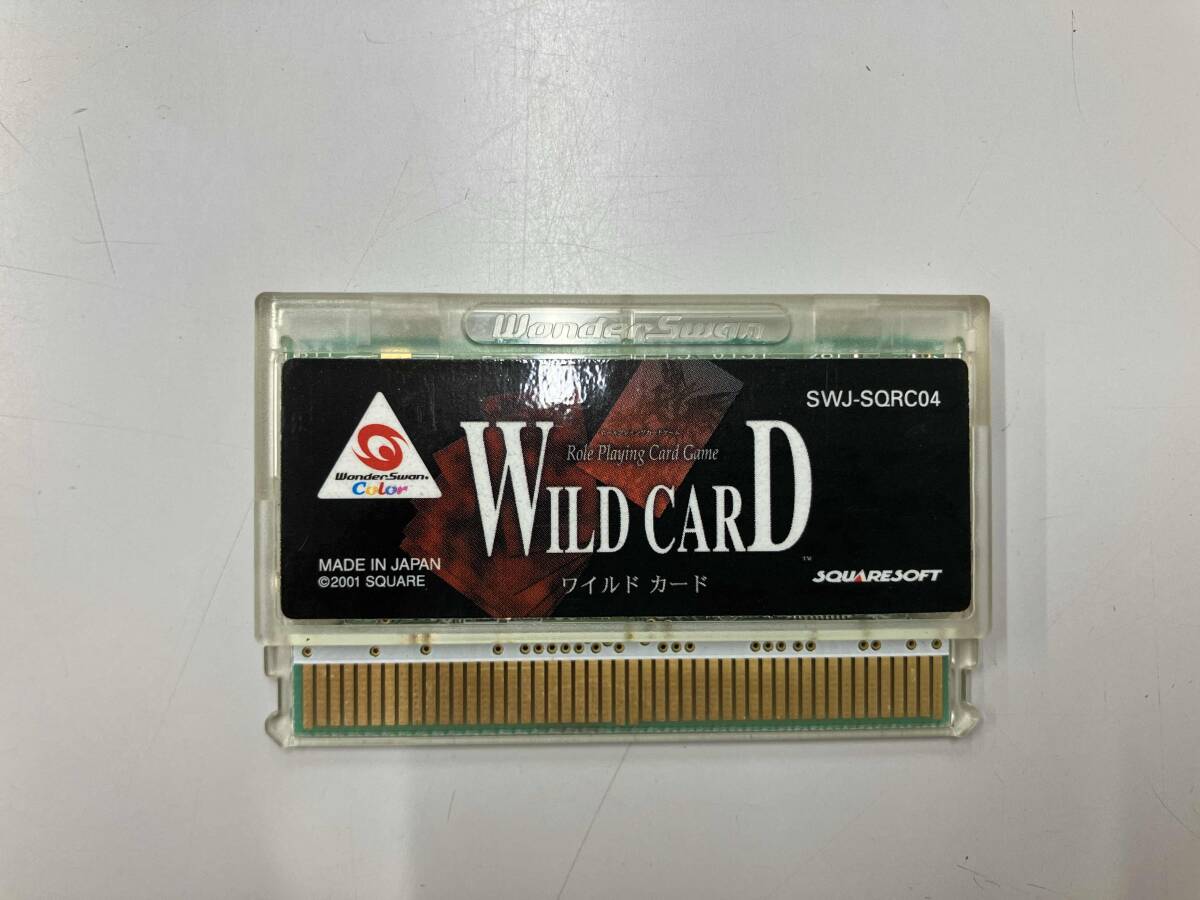 WonderSwan
SWJ-SQRC04
Role Playing Card Game
WILD CARD
TM
ワイルド カード
WonderSwan
Color
MADE IN JAPAN
©2001 SQUARE
SQUARESOFT